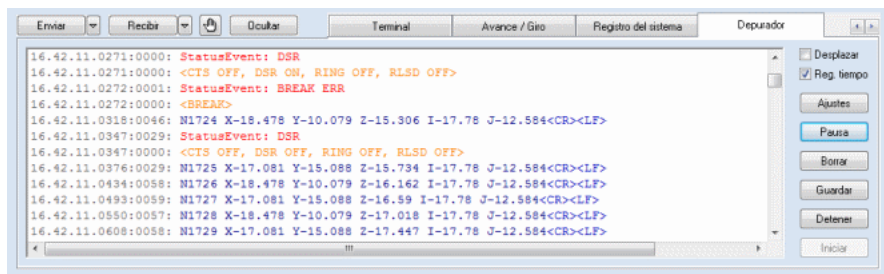 Enviar Recibir Ocultar Terminal Avance / Giro Registro del sistema Depurador
16.42.11.0271:0000: StatusEvent: DSR
16.42.11.0271:0000: <CTS OFF, DSR ON, RING OFF, RLSD OFF>
16.42.11.0272:0001: StatusEvent: BREAK ERR
16.42.11.0272:0000: <BREAK>
16.42.11.0318:0046: N1724 X-18.478 Y-10.079 Z-15.306 I-17.78 J-12.584<CR><LF>
16.42.11.0347:0029: StatusEvent: DSR
16.42.11.0347:0000: <CTS OFF, DSR OFF, RING OFF, RLSD OFF>
16.42.11.0376:0029: N1725 X-17.081 Y-15.088 Z-15.734 I-17.78 J-12.584<CR><LF>
16.42.11.0434:0058: N1726 X-18.478 Y-10.079 Z-16.162 I-17.78 J-12.584<CR><LF>
16.42.11.0493:0059: N1727 X-17.081 Y-15.088 Z-16.59 I-17.78 J-12.584<CR><LF>
16.42.11.0550:0057: N1728 X-18.478 Y-10.079 Z-17.018 I-17.78 J-12.584<CR><LF>
16.42.11.0608:0058: N1729 X-17.081 Y-15.088 Z-17.447 I-17.78 J-12.584<CR><LF>
Desplazar
Reg. tiempo
Ajustes
Pausa
Borrar
Guardar
Detener
Iniciar